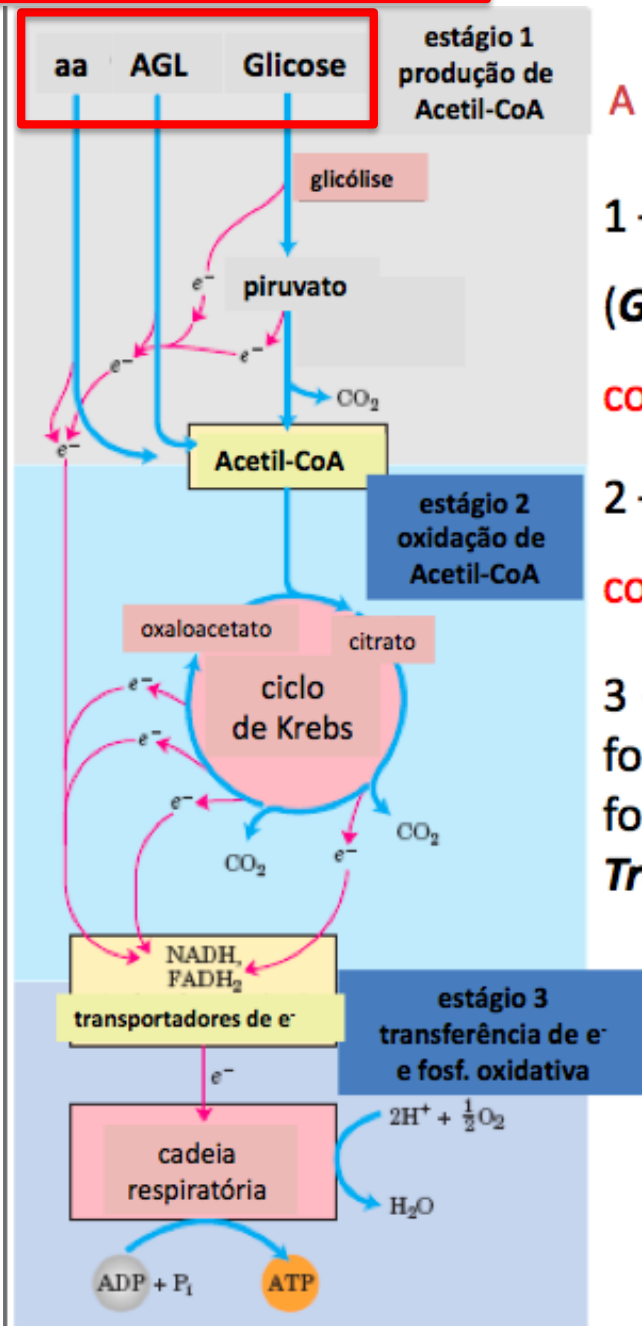 aa AGL Glicose
estágio 1
produção de
Acetil-CoA
A
glicólise
1 -
(G
e⁻
piruvato
e⁻
e⁻
co
CO₂
e⁻
Acetil-CoA
2 -
estágio 2
oxidação de
Acetil-CoA
co
oxaloacetato
citrato
e⁻
ciclo
de Krebs
3
e⁻
fo
e⁻
fo
CO₂
e⁻
CO₂
Tr
NADH,
FADH₂
transportadores de e⁻
estágio 3
transferência de e⁻
e fosf. oxidativa
e⁻
2H⁺ + ½O₂
cadeia
respiratória
H₂O
ADP + Pᵢ
ATP